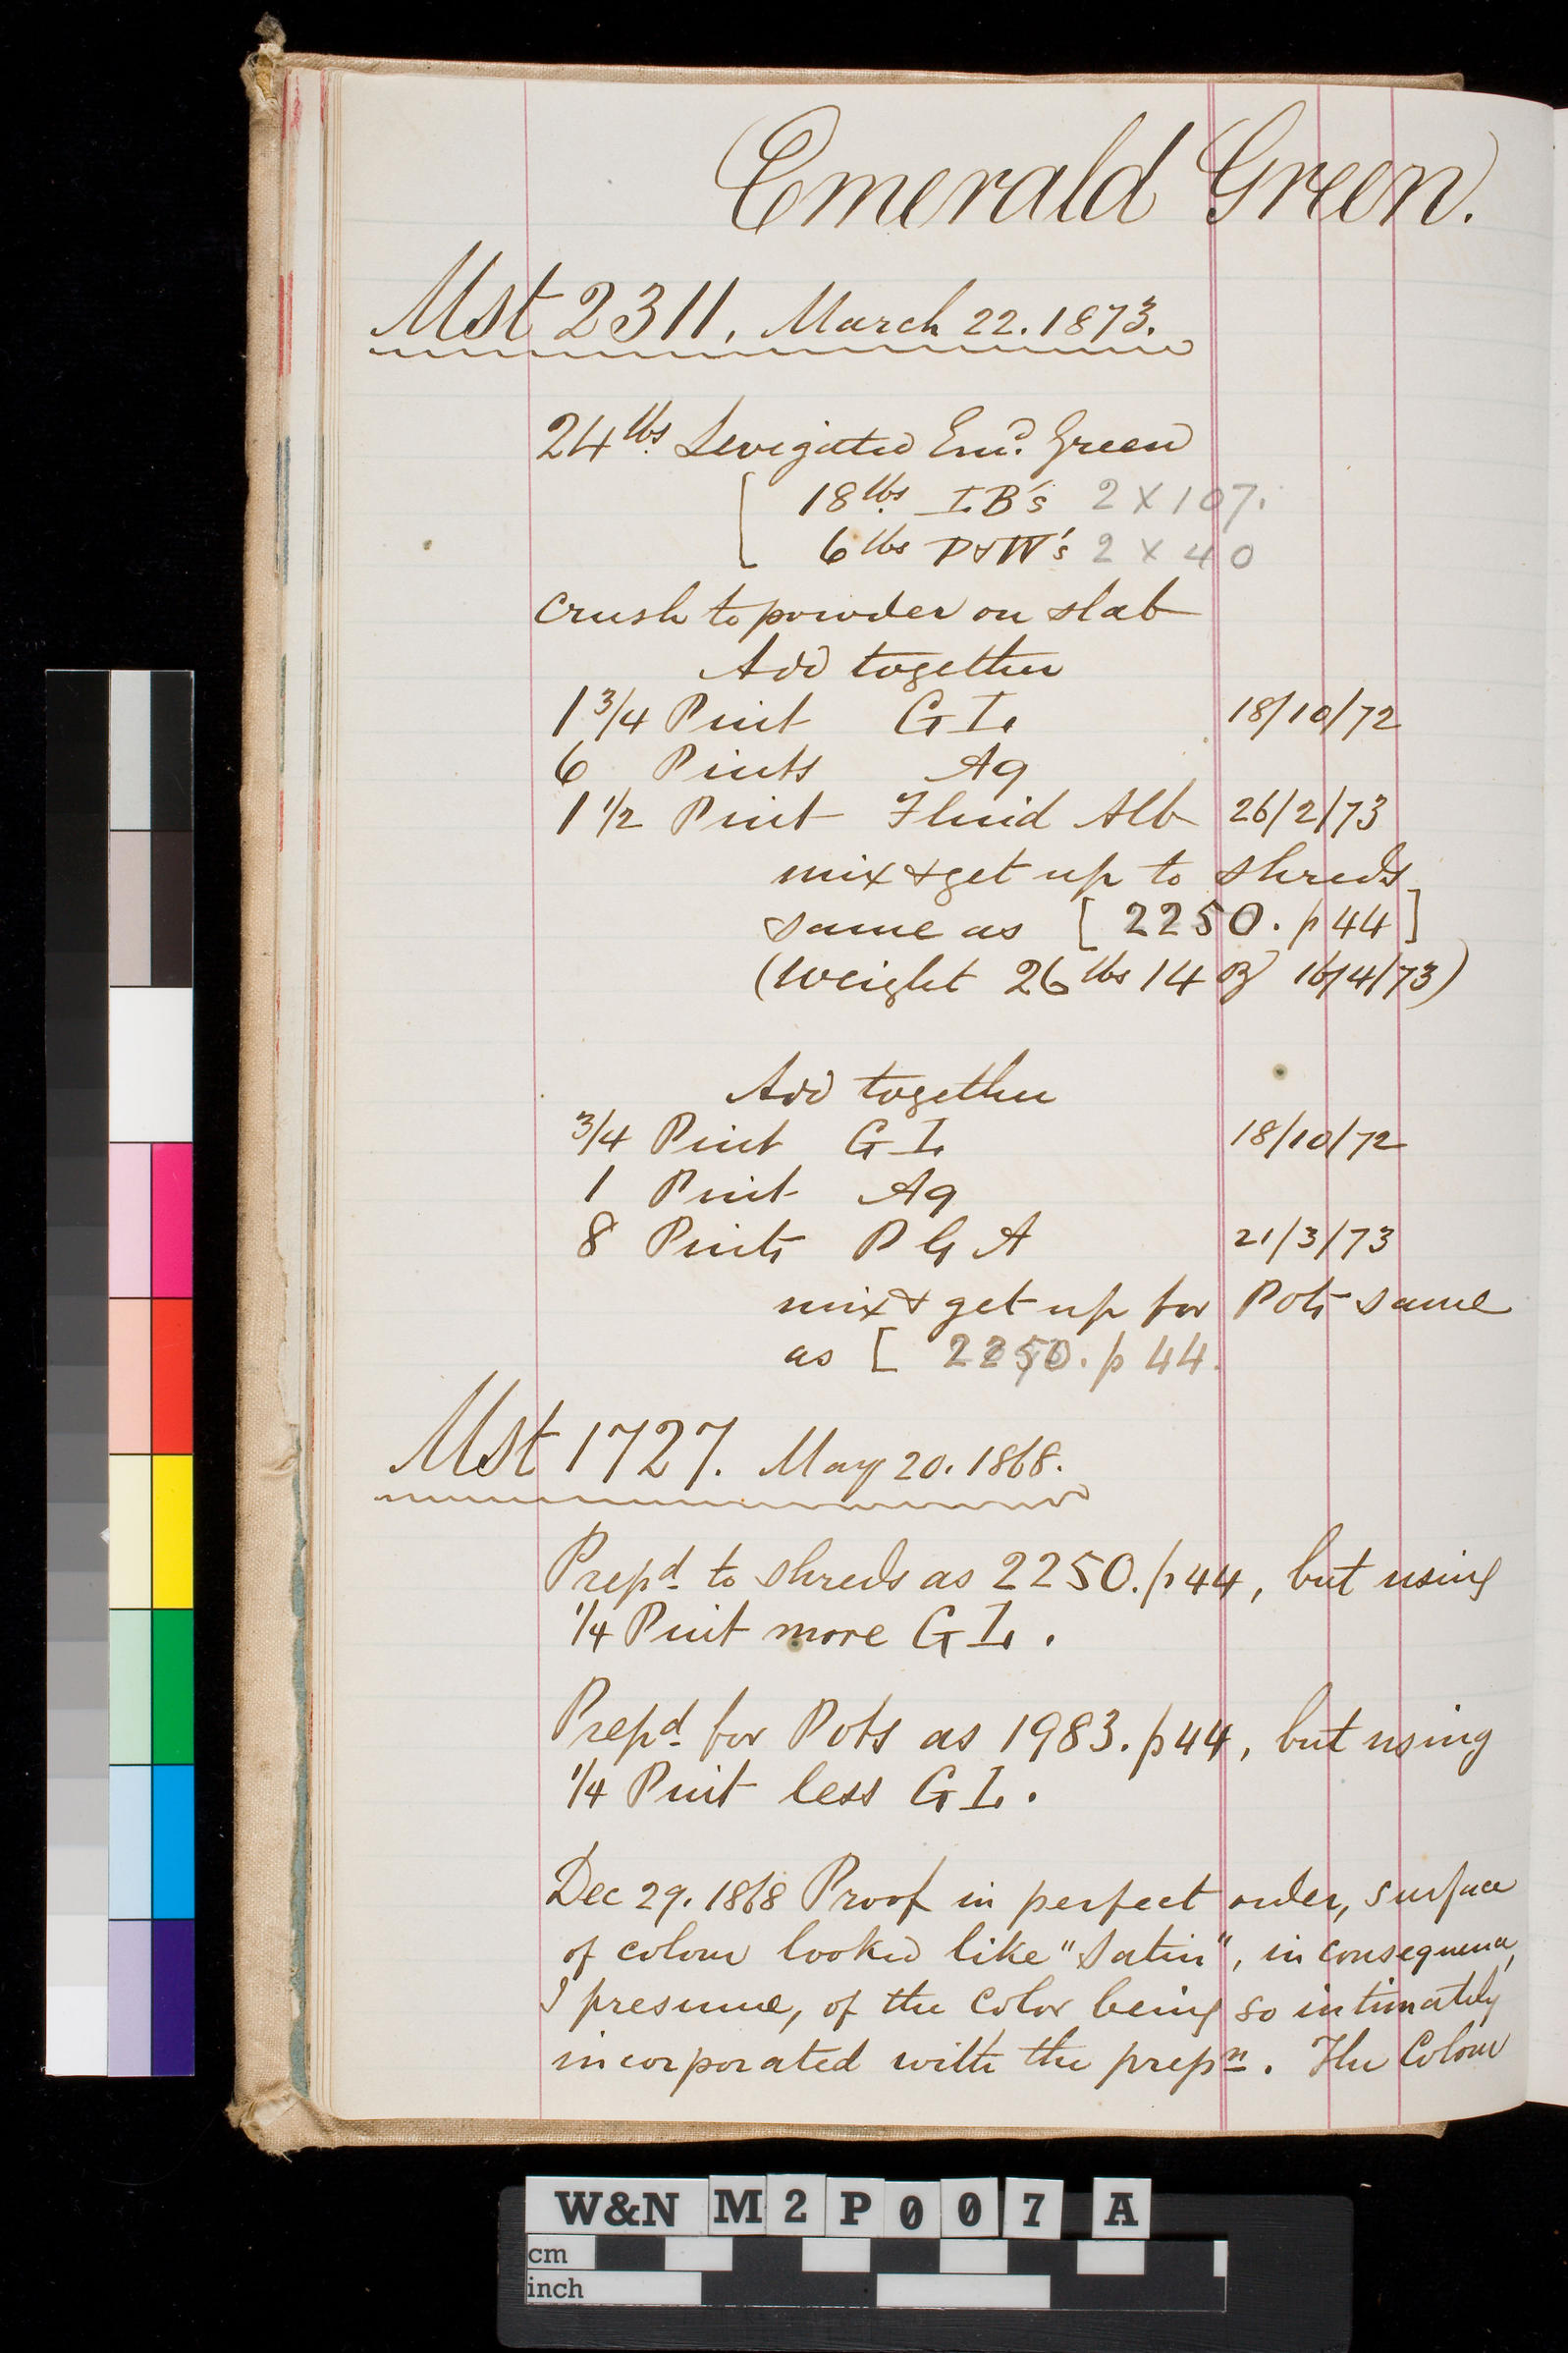 Emerald Green.
Mst 2311. March 22. 1873.
24 lbs Levigated Emd. Green
[ 18 lbs I.B's 2 X 107.
6 lbs D&W's 2 X 40
crush to powder on slab
Add together
1 3/4 Pint G I. 18/10/72
6 Pints Aq
1 1/2 Pint Fluid Alb 26/2/73
mix & get up to shreds
same as [ 2250. p 44 ]
(Weight 26 lbs 14 oz 16/4/73)
Add together
3/4 Pint G I. 18/10/72
1 Pint Aq
8 Pints P G A 21/3/73
mix & get up for Pots same
as [ 2250. p 44.
Mst 1727. May 20. 1868.
Prepd to shreds as 2250. p 44, but using
1/4 Pint more G I. .
Prepd for Pots as 1983. p 44, but using
1/4 Pint less G I. .
Dec 29. 1868 Proof in perfect order, surface
of colour looked like "Satin", in consequence,
I presume, of the color being so intimately
incorporated with the prepn. The Colour
W&N M2P007 A
cm
inch